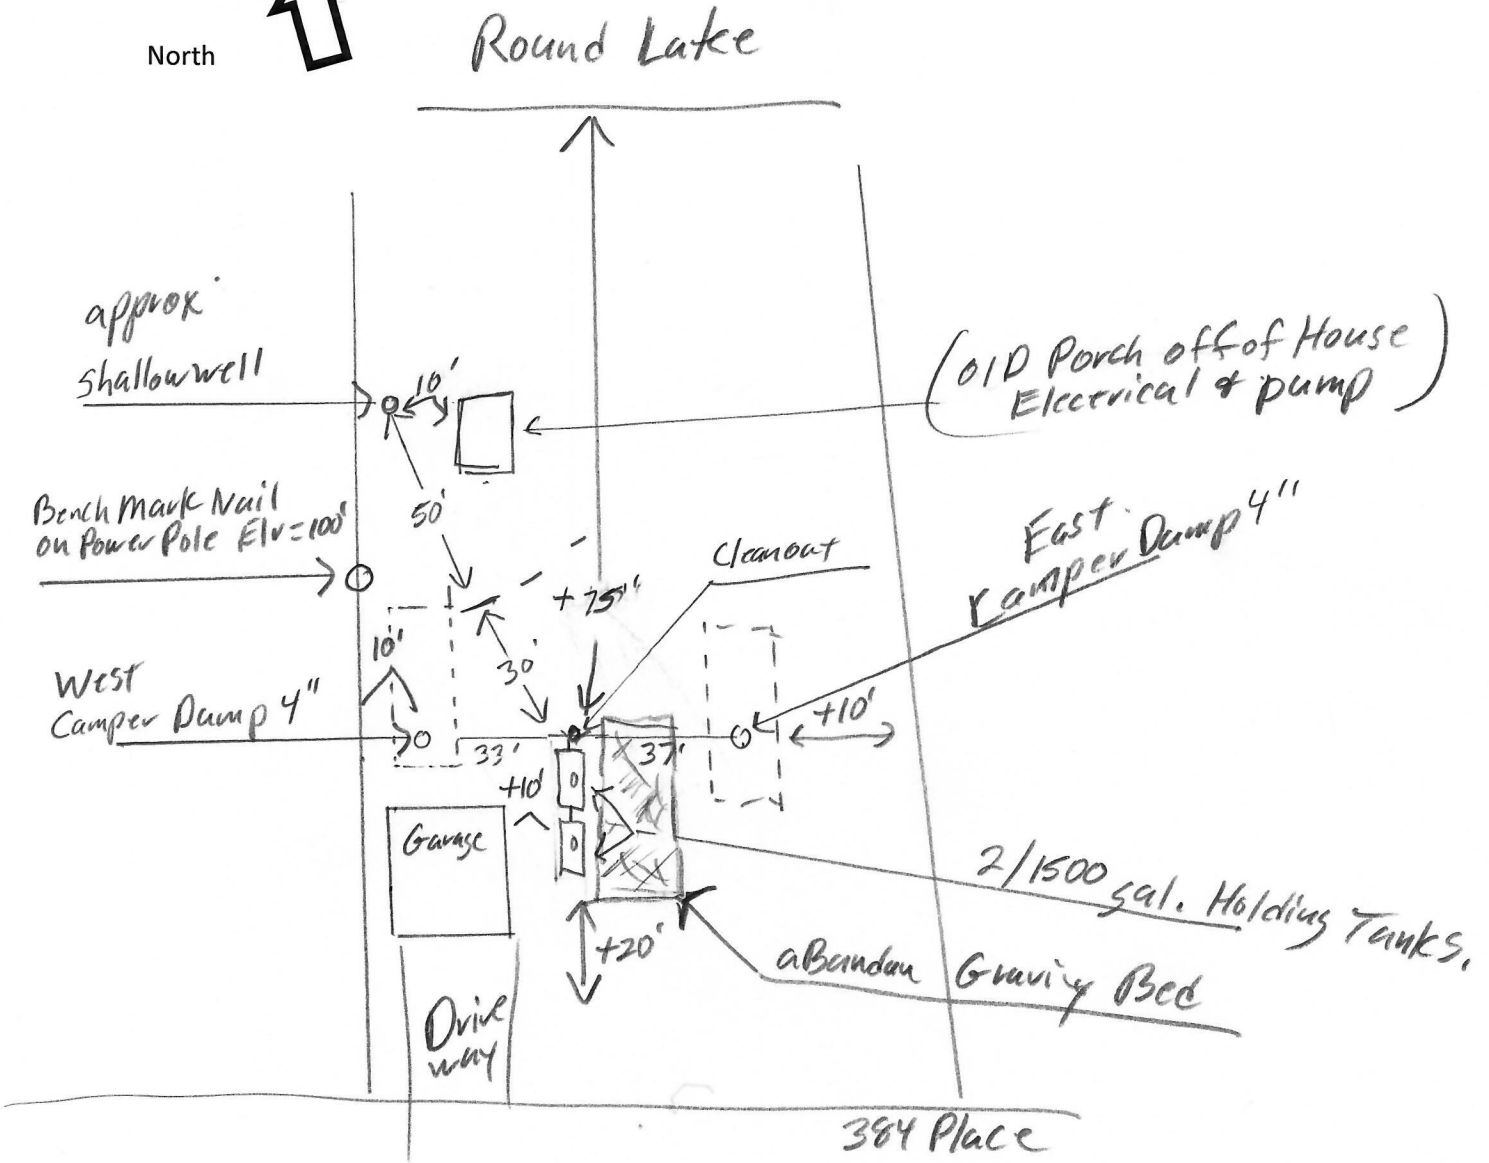 North
Round Lake
approx
shallow well
10'
(OlD Porch off of House
Electrical & pump)
50'
Bench Mark Nail
on Power Pole Elv=100'
Cleanout
East
Camper Dump 4"
+75'
10'
30'
West
Camper Dump 4"
33'
37'
+10'
+10'
Garage
2/1500 gal. Holding Tanks.
+20'
aBandon Gravity Bed
Drive
way
384 Place